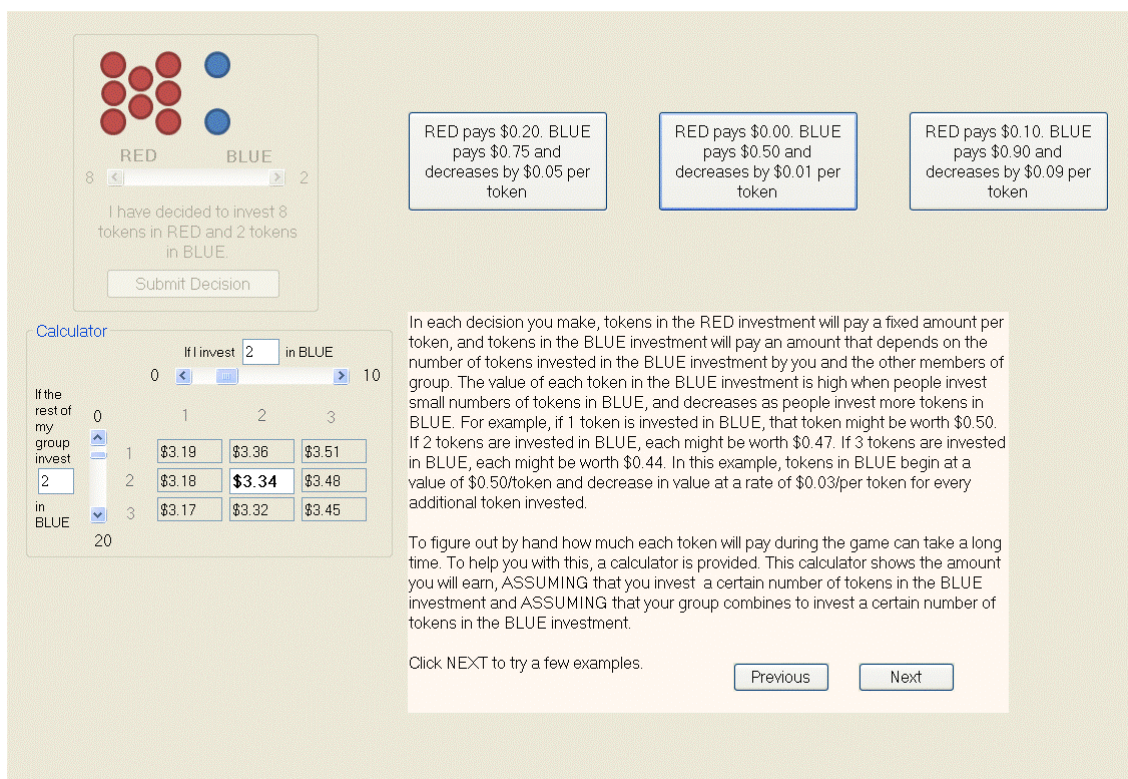 RED BLUE
8 2
I have decided to invest 8
tokens in RED and 2 tokens
in BLUE.
Submit Decision
RED pays $0.20. BLUE
pays $0.75 and
decreases by $0.05 per
token
RED pays $0.00. BLUE
pays $0.50 and
decreases by $0.01 per
token
RED pays $0.10. BLUE
pays $0.90 and
decreases by $0.09 per
token
Calculator
If I invest 2 in BLUE
0 10
If the
rest of
my
group
invest
2
in
BLUE
0
20
1 2 3
1 $3.19 $3.36 $3.51
2 $3.18 $3.34 $3.48
3 $3.17 $3.32 $3.45
In each decision you make, tokens in the RED investment will pay a fixed amount per
token, and tokens in the BLUE investment will pay an amount that depends on the
number of tokens invested in the BLUE investment by you and the other members of
group. The value of each token in the BLUE investment is high when people invest
small numbers of tokens in BLUE, and decreases as people invest more tokens in
BLUE. For example, if 1 token is invested in BLUE, that token might be worth $0.50.
If 2 tokens are invested in BLUE, each might be worth $0.47. If 3 tokens are invested
in BLUE, each might be worth $0.44. In this example, tokens in BLUE begin at a
value of $0.50/token and decrease in value at a rate of $0.03/per token for every
additional token invested.
To figure out by hand how much each token will pay during the game can take a long
time. To help you with this, a calculator is provided. This calculator shows the amount
you will earn, ASSUMING that you invest a certain number of tokens in the BLUE
investment and ASSUMING that your group combines to invest a certain number of
tokens in the BLUE investment.
Click NEXT to try a few examples.
Previous Next